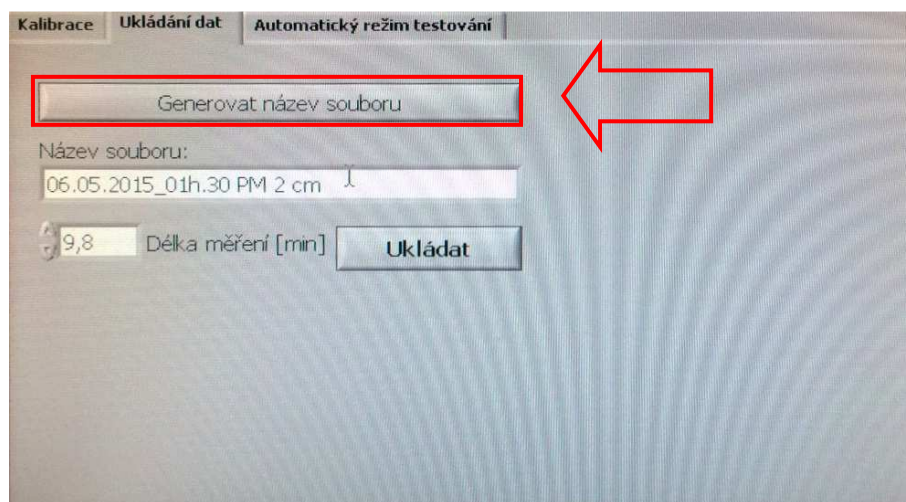 Kalibrace Ukládání dat Automatický režim testování
Generovat název souboru
Název souboru:
06.05.2015_01h.30 PM 2 cm
9,8 Délka měření [min] Ukládat